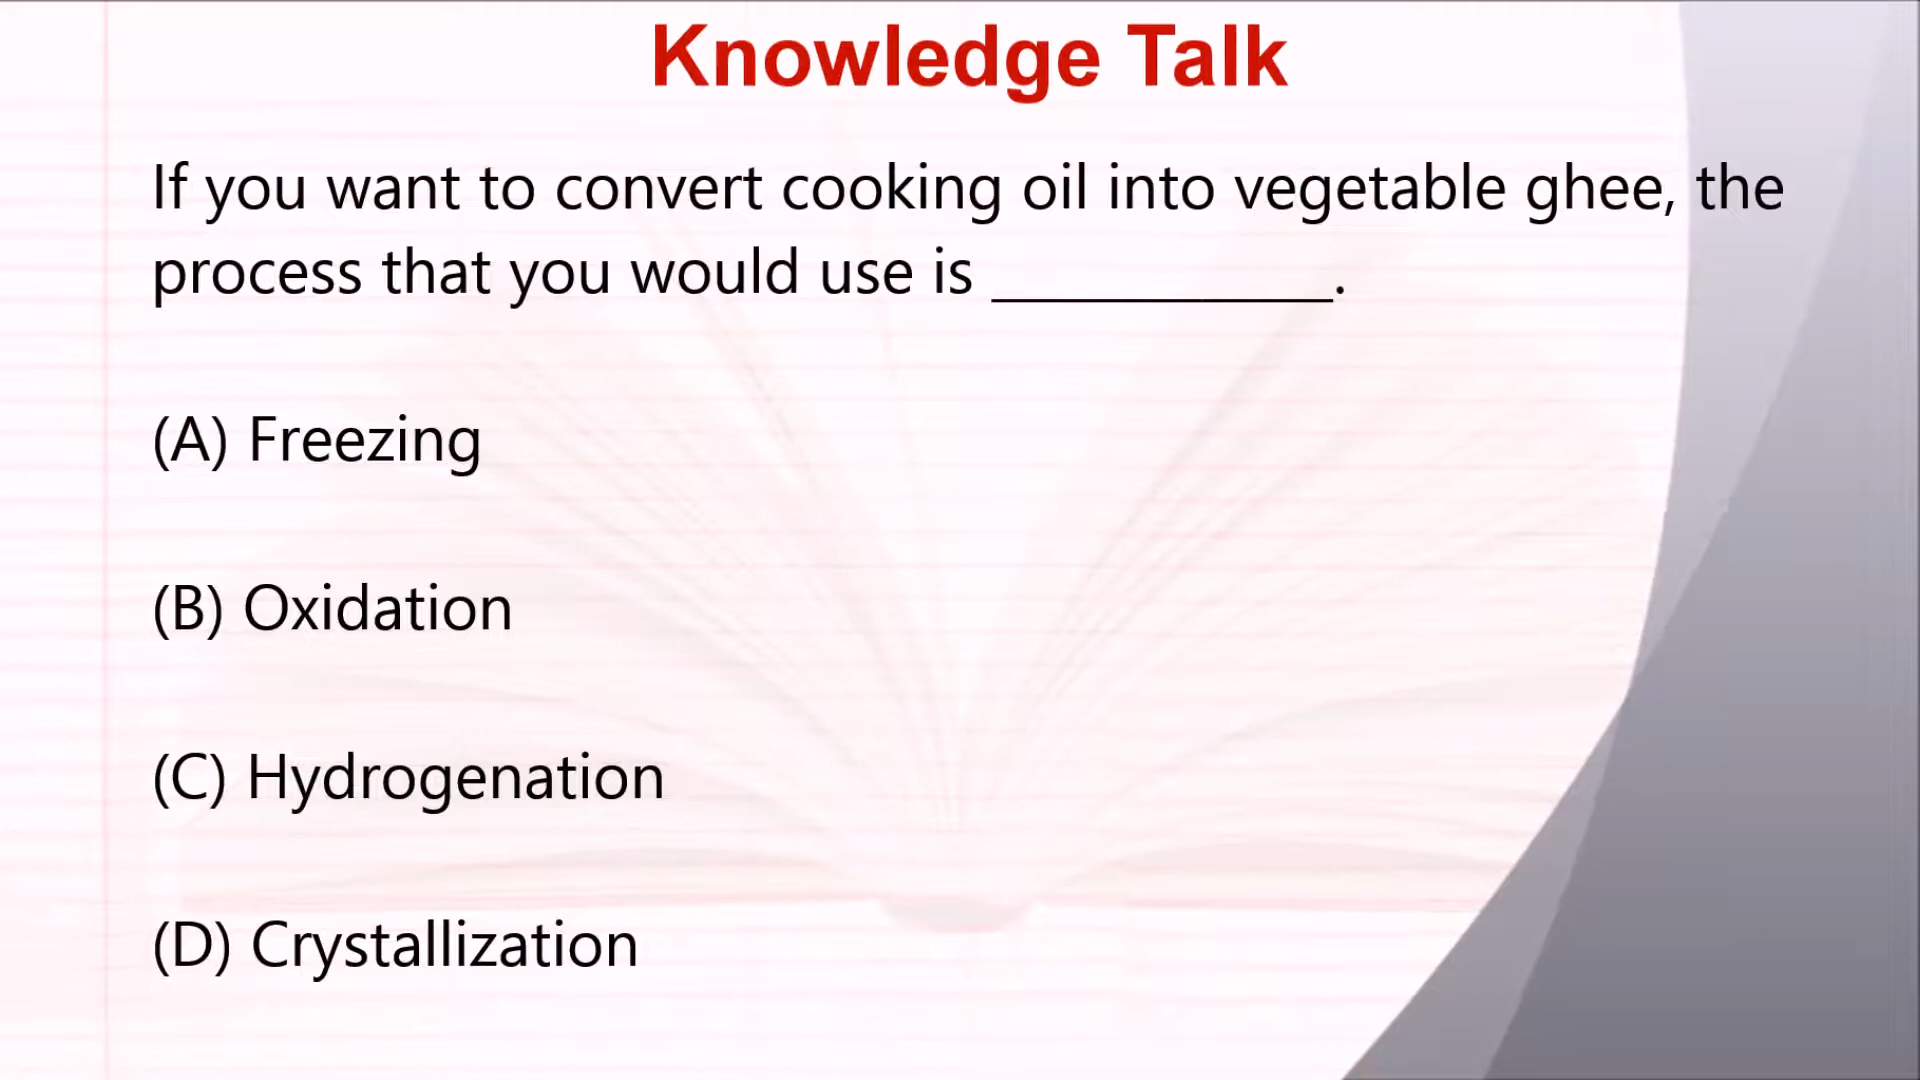 Knowledge Talk
If you want to convert cooking oil into vegetable ghee, the
process that you would use is ___________.
(A) Freezing
(B) Oxidation
(C) Hydrogenation
(D) Crystallization